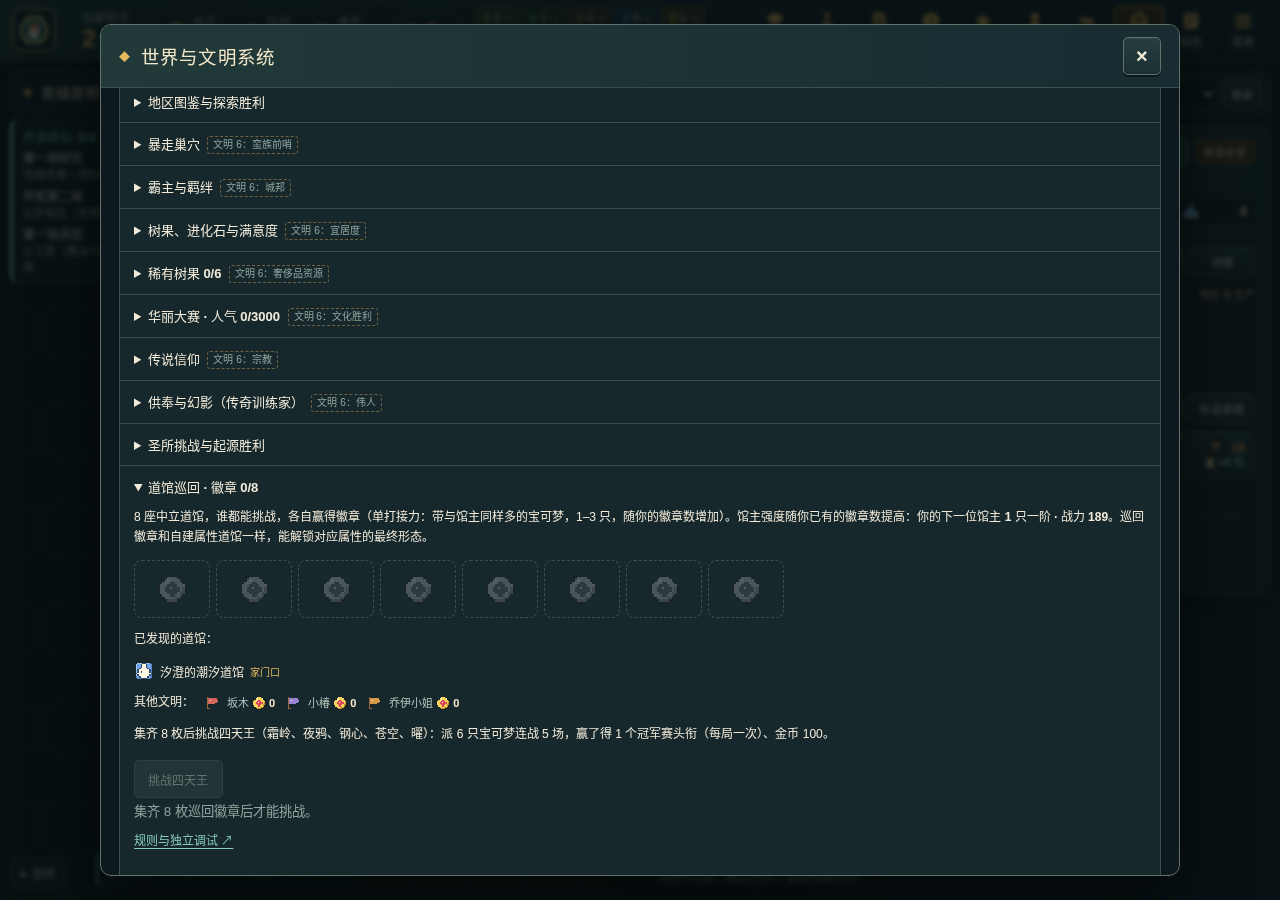 世界与文明系统
×
地区图鉴与探索胜利
暴走巢穴 文明 6：蛮族前哨
霸主与羁绊 文明 6：城邦
树果、进化石与满意度 文明 6：宜居度
稀有树果 0/6 文明 6：奢侈品资源
华丽大赛 · 人气 0/3000 文明 6：文化胜利
传说信仰 文明 6：宗教
供奉与幻影（传奇训练家） 文明 6：伟人
圣所挑战与起源胜利
道馆巡回 · 徽章 0/8
8 座中立道馆，谁都能挑战，各自赢得徽章（单打接力：带与馆主同样多的宝可梦，1–3 只，随你的徽章数增加）。馆主强度随你已有的徽章数提高：你的下一位馆主 1 只一阶 · 战力 189。巡回
徽章和自建属性道馆一样，能解锁对应属性的最终形态。
已发现的道馆：
汐澄的潮汐道馆 家门口
其他文明： 坂木 0 小椿 0 乔伊小姐 0
集齐 8 枚后挑战四天王（霜岭、夜鸦、钢心、苍空、曜）：派 6 只宝可梦连战 5 场，赢了得 1 个冠军赛头衔（每局一次）、金币 100。
挑战四天王
集齐 8 枚巡回徽章后才能挑战。
规则与独立调试 ↗